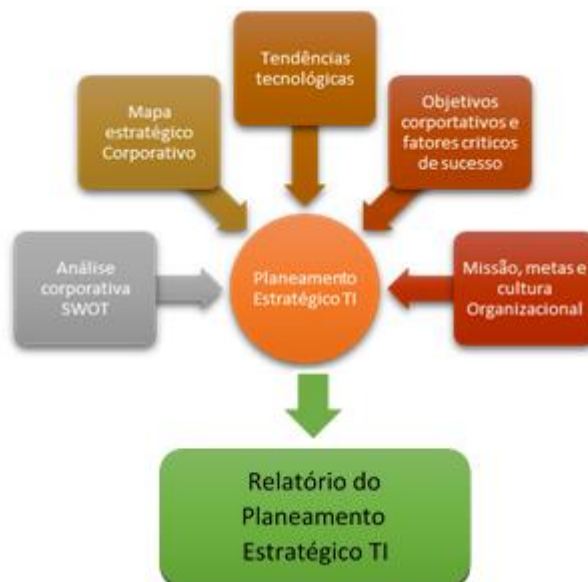 Tendências
tecnológicas
Mapa
estratégico
Corporativo
Objetivos
corportativos e
fatores criticos
de sucesso
Análise
corporativa
SWOT
Planeamento
Estratégico TI
Missão, metas e
cultura
Organizacional
Relatório do
Planeamento
Estratégico TI